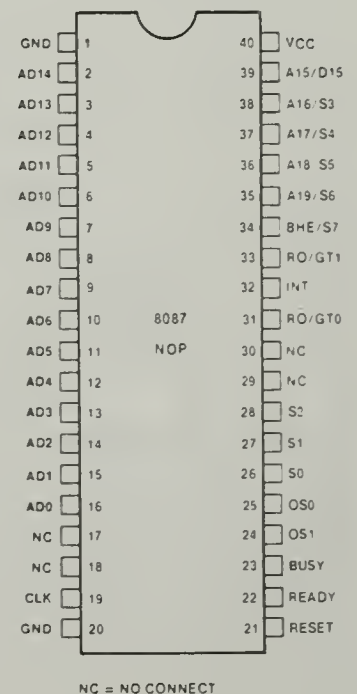 GND 1 40 VCC
AD14 2 39 A15/D15
AD13 3 38 A16/S3
AD12 4 37 A17/S4
AD11 5 36 A18 S5
AD10 6 35 A19/S6
AD9 7 34 BHE/S7
AD8 8 33 RO/GT1
AD7 9 32 INT
AD6 10 8087 31 RO/GT0
AD5 11 NOP 30 NC
AD4 12 29 NC
AD3 13 28 S2
AD2 14 27 S1
AD1 15 26 S0
AD0 16 25 OS0
NC 17 24 OS1
NC 18 23 BUSY
CLK 19 22 READY
GND 20 21 RESET
NC = NO CONNECT